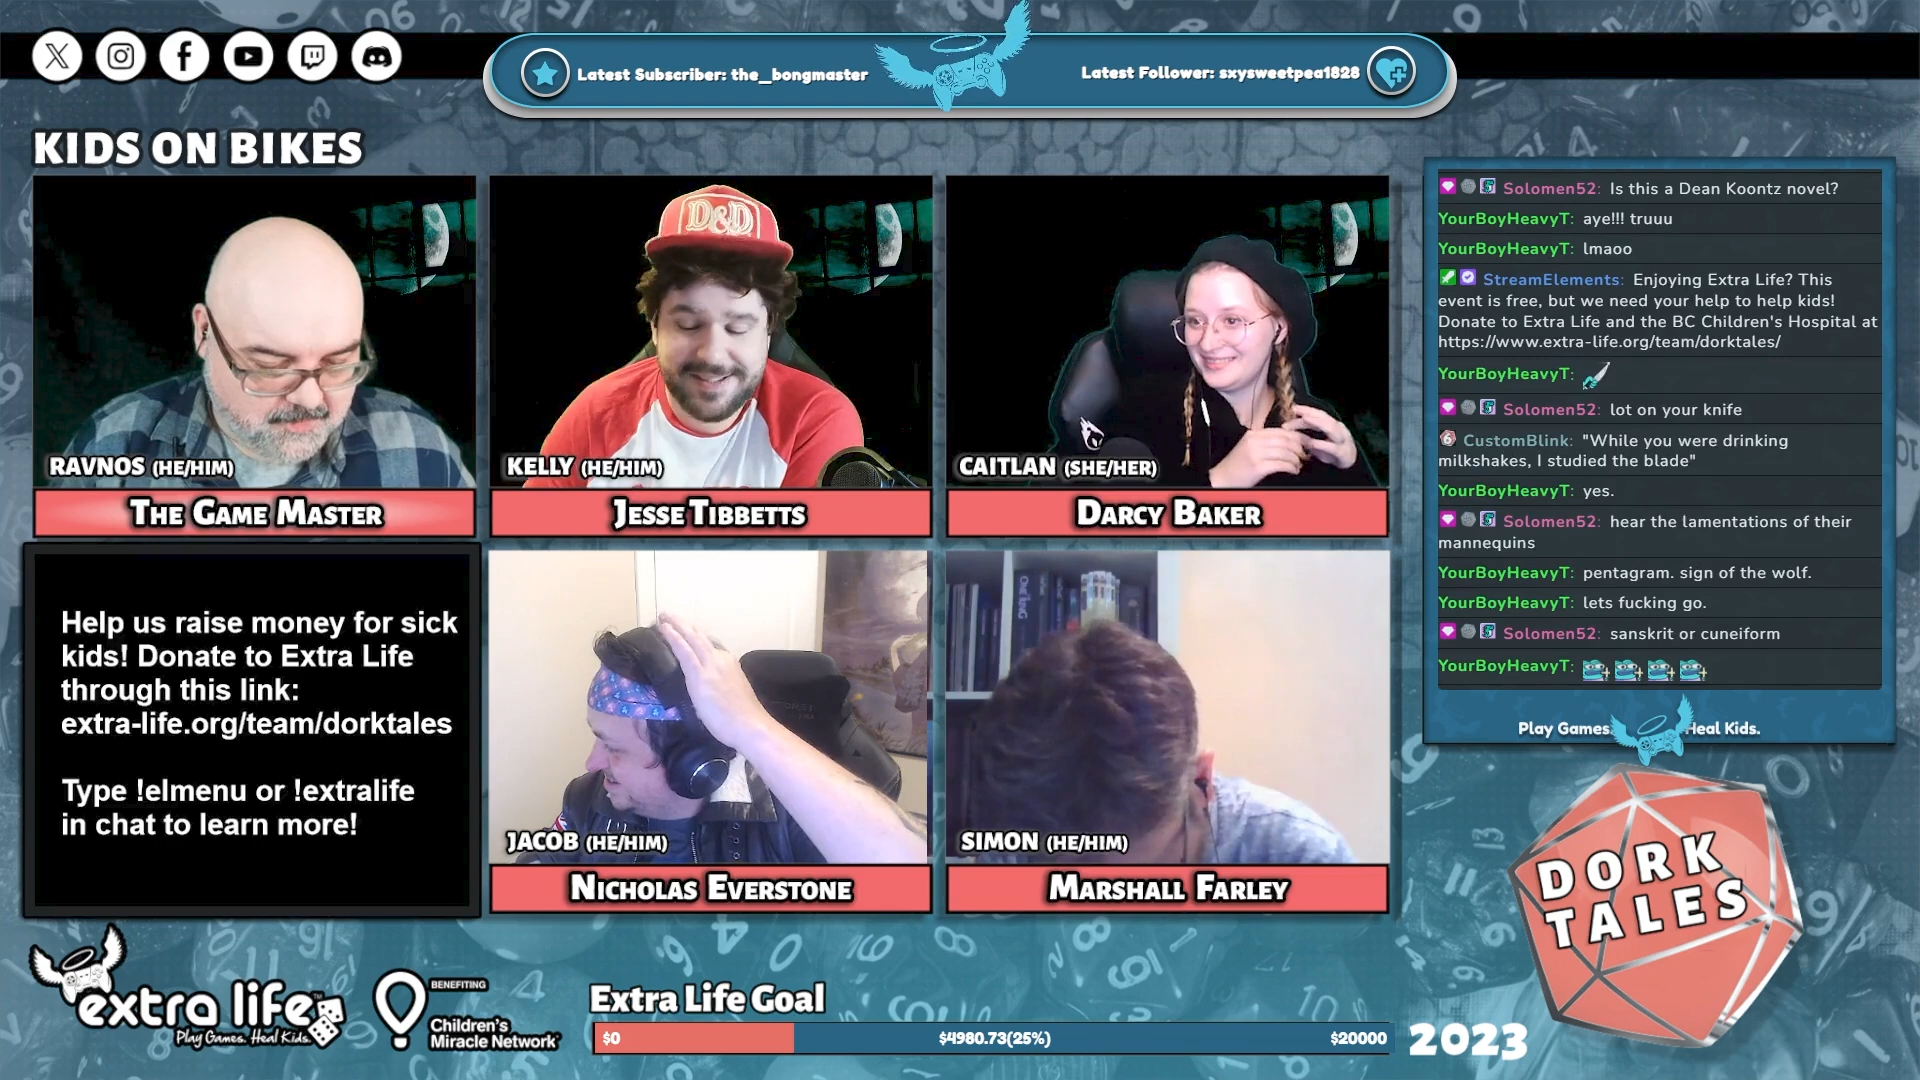 Latest Subscriber: the_bongmaster
Latest Follower: sxysweetpea1828
KIDS ON BIKES
D&D
RAVNOS (HE/HIM)
THE GAME MASTER
KELLY (HE/HIM)
JESSE TIBBETTS
CAITLAN (SHE/HER)
DARCY BAKER
Help us raise money for sick
kids! Donate to Extra Life
through this link:
extra-life.org/team/dorktales
Type !elmenu or !extralife
in chat to learn more!
JACOB (HE/HIM)
NICHOLAS EVERSTONE
SIMON (HE/HIM)
MARSHALL FARLEY
Solomen52: Is this a Dean Koontz novel?
YourBoyHeavyT: aye!!! truuu
YourBoyHeavyT: lmaoo
StreamElements: Enjoying Extra Life? This
event is free, but we need your help to help kids!
Donate to Extra Life and the BC Children's Hospital at
https://www.extra-life.org/team/dorktales/
YourBoyHeavyT:
Solomen52: lot on your knife
CustomBlink: "While you were drinking
milkshakes, I studied the blade"
YourBoyHeavyT: yes.
Solomen52: hear the lamentations of their
mannequins
YourBoyHeavyT: pentagram. sign of the wolf.
YourBoyHeavyT: lets fucking go.
Solomen52: sanskrit or cuneiform
YourBoyHeavyT:
Play Games. Heal Kids.
DORK
TALES
extra life
Play Games. Heal Kids.
BENEFITING
Children's
Miracle Network
Extra Life Goal
$0
$4980.73(25%)
$20000
2023